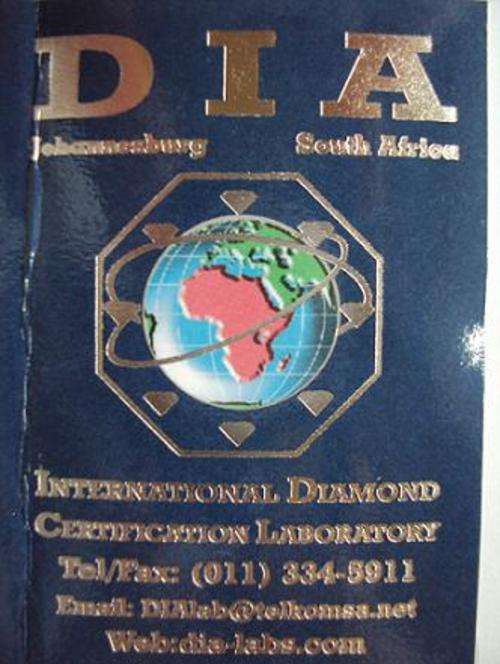 DIA
Johannesburg South Africa
INTERNATIONAL DIAMOND
CERTIFICATION LABORATORY
Tel/Fax: (011) 334-5911
Email: DIAlab@telkomsa.net
Web:dia-labs.com